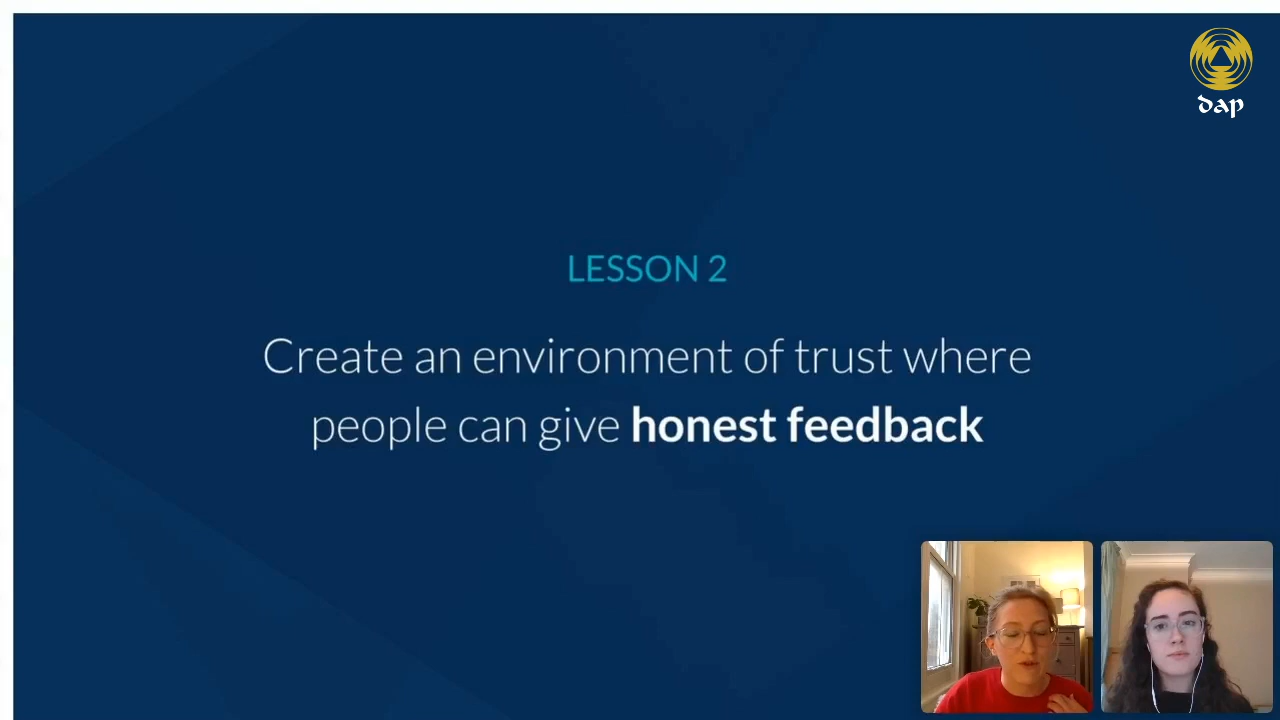 dap
LESSON 2
Create an environment of trust where
people can give honest feedback